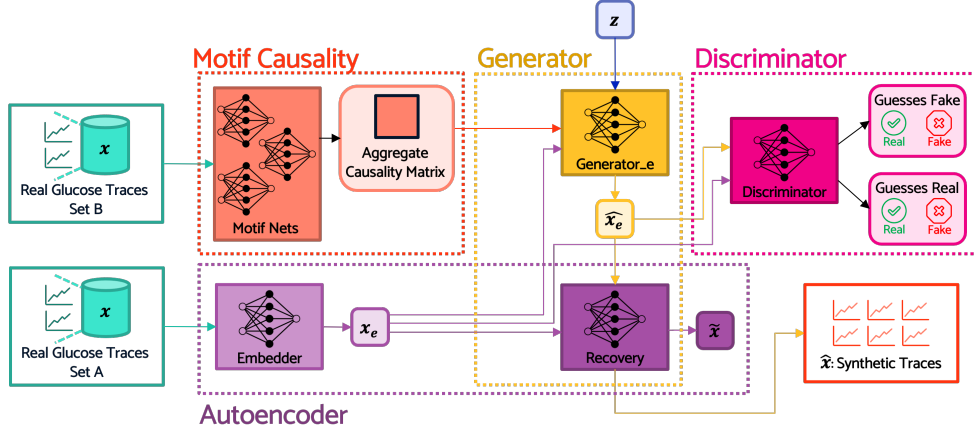 z
Motif Causality
Generator
Discriminator
x
Real Glucose Traces
Set B
Motif Nets
Aggregate
Causality Matrix
Generator_e
Discriminator
Guesses Fake
Real
Fake
Guesses Real
Real
Fake
x̂ₑ
x
Real Glucose Traces
Set A
Embedder
xₑ
Recovery
x̃
x̂: Synthetic Traces
Autoencoder